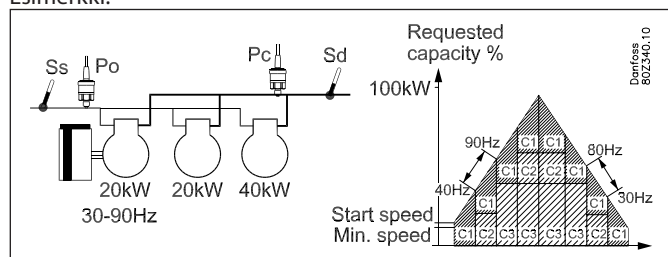 Esimerkki:
Ss
Po
Pc
Sd
20kW
20kW
40kW
30-90Hz
Requested
capacity %
100kW
90Hz
40Hz
80Hz
30Hz
Start speed
Min. speed
C1 C1
C1 C2 C2 C1
C1 C1
C1 C2 C3 C3 C3 C3 C2 C1
Danfoss
80Z340.10